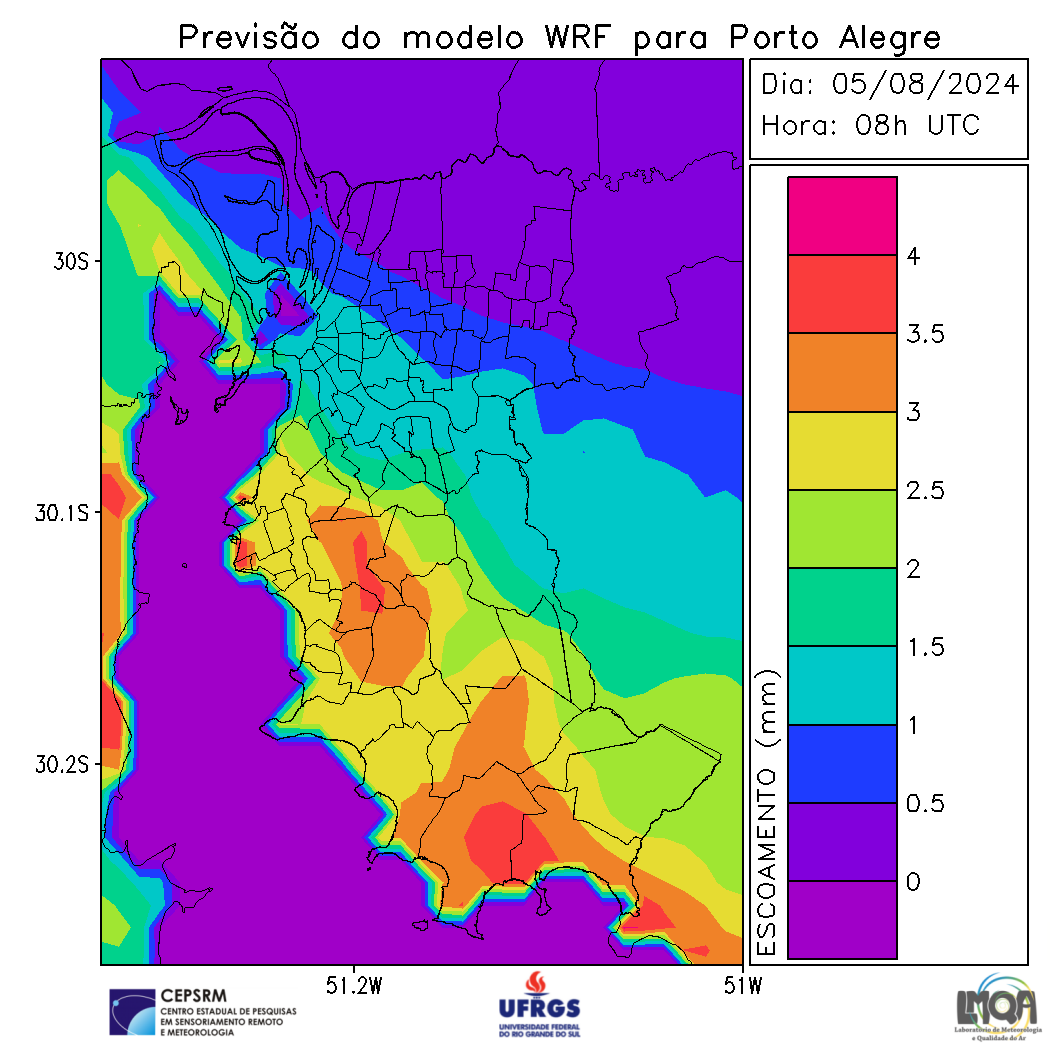 Previsão do modelo WRF para Porto Alegre
Dia: 05/08/2024
Hora: 08h UTC
4
3.5
3
2.5
2
1.5
1
0.5
0
ESCOAMENTO (mm)
30S
30.1S
30.2S
51.2W
51W
CEPSRM
CENTRO ESTADUAL DE PESQUISAS
EM SENSORIAMENTO REMOTO
E METEOROLOGIA
UFRGS
UNIVERSIDADE FEDERAL
DO RIO GRANDE DO SUL
LMQA
Laboratório de Meteorologia
e Qualidade do Ar